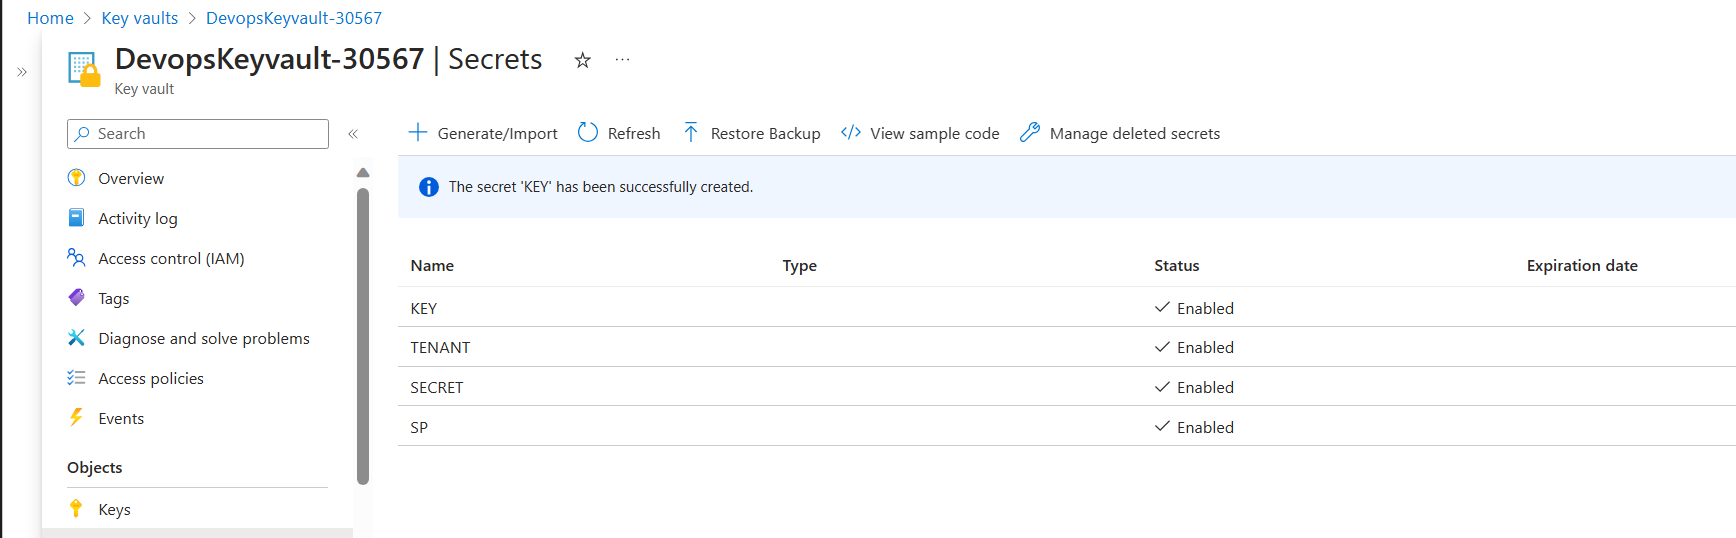 Home > Key vaults > DevopsKeyvault-30567
DevopsKeyvault-30567 | Secrets
Key vault
Search
Generate/Import Refresh Restore Backup View sample code Manage deleted secrets
Overview
Activity log
Access control (IAM)
Tags
Diagnose and solve problems
Access policies
Events
Objects
Keys
The secret 'KEY' has been successfully created.
Name Type Status Expiration date
KEY Enabled
TENANT Enabled
SECRET Enabled
SP Enabled